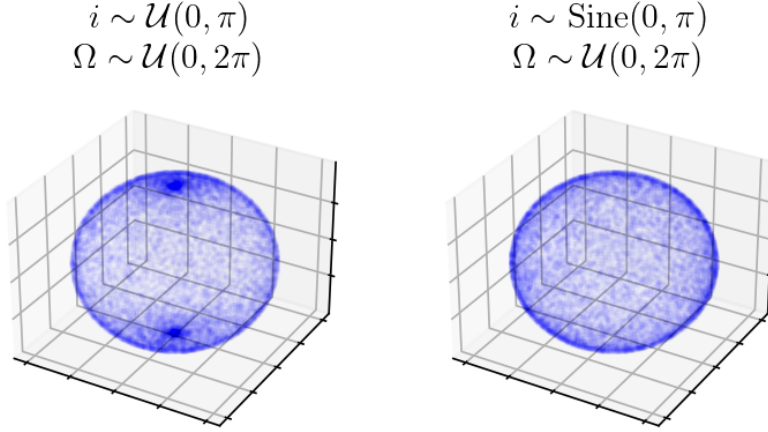 i ∼ 𝒰(0, π)
Ω ∼ 𝒰(0, 2π)
i ∼ Sine(0, π)
Ω ∼ 𝒰(0, 2π)